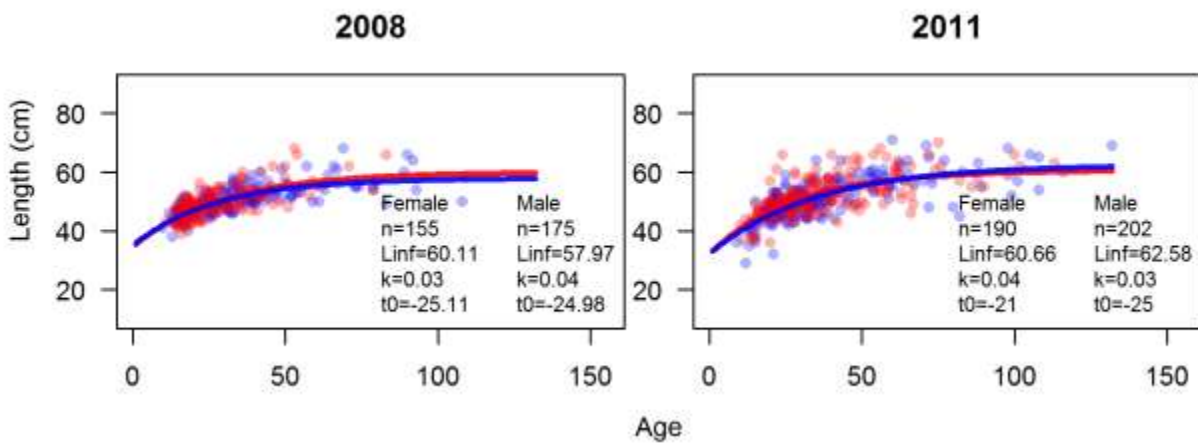 2008
2011
Length (cm)
80
60
40
20
Female Male
n=155 n=175
Linf=60.11 Linf=57.97
k=0.03 k=0.04
t0=-25.11 t0=-24.98
0 50 100 150
80
60
40
20
Female Male
n=190 n=202
Linf=60.66 Linf=62.58
k=0.04 k=0.03
t0=-21 t0=-25
0 50 100 150
Age